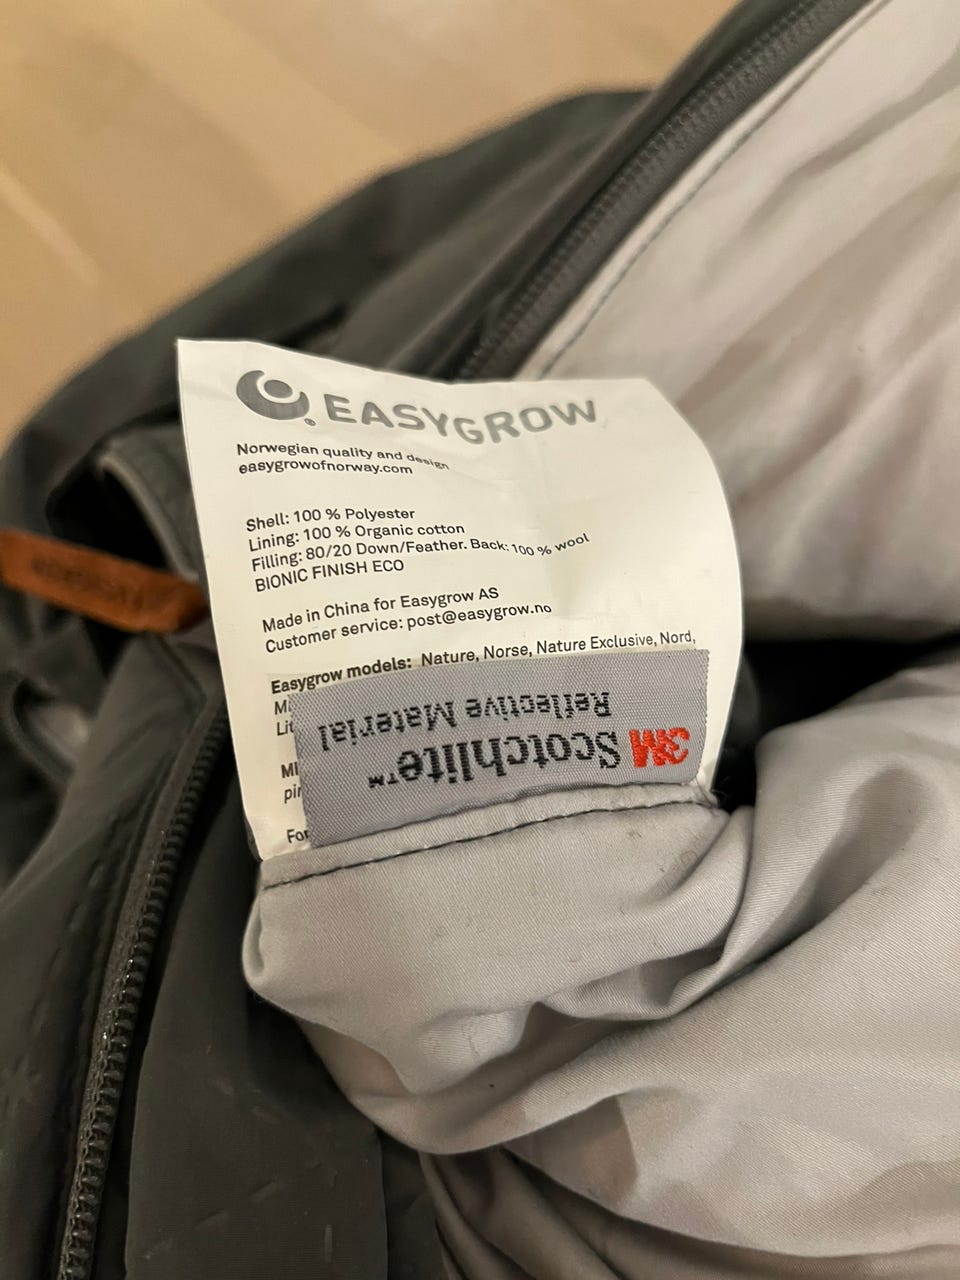 EASYGROW
®
Norwegian quality and design
easygrowofnorway.com
Shell: 100 % Polyester
Lining: 100 % Organic cotton
Filling: 80/20 Down/Feather. Back: 100 % wool
BIONIC FINISH ECO
Made in China for Easygrow AS
Customer service: post@easygrow.no
Easygrow models: Nature, Norse, Nature Exclusive, Nord,
3M Scotchlite™
Reflective Material